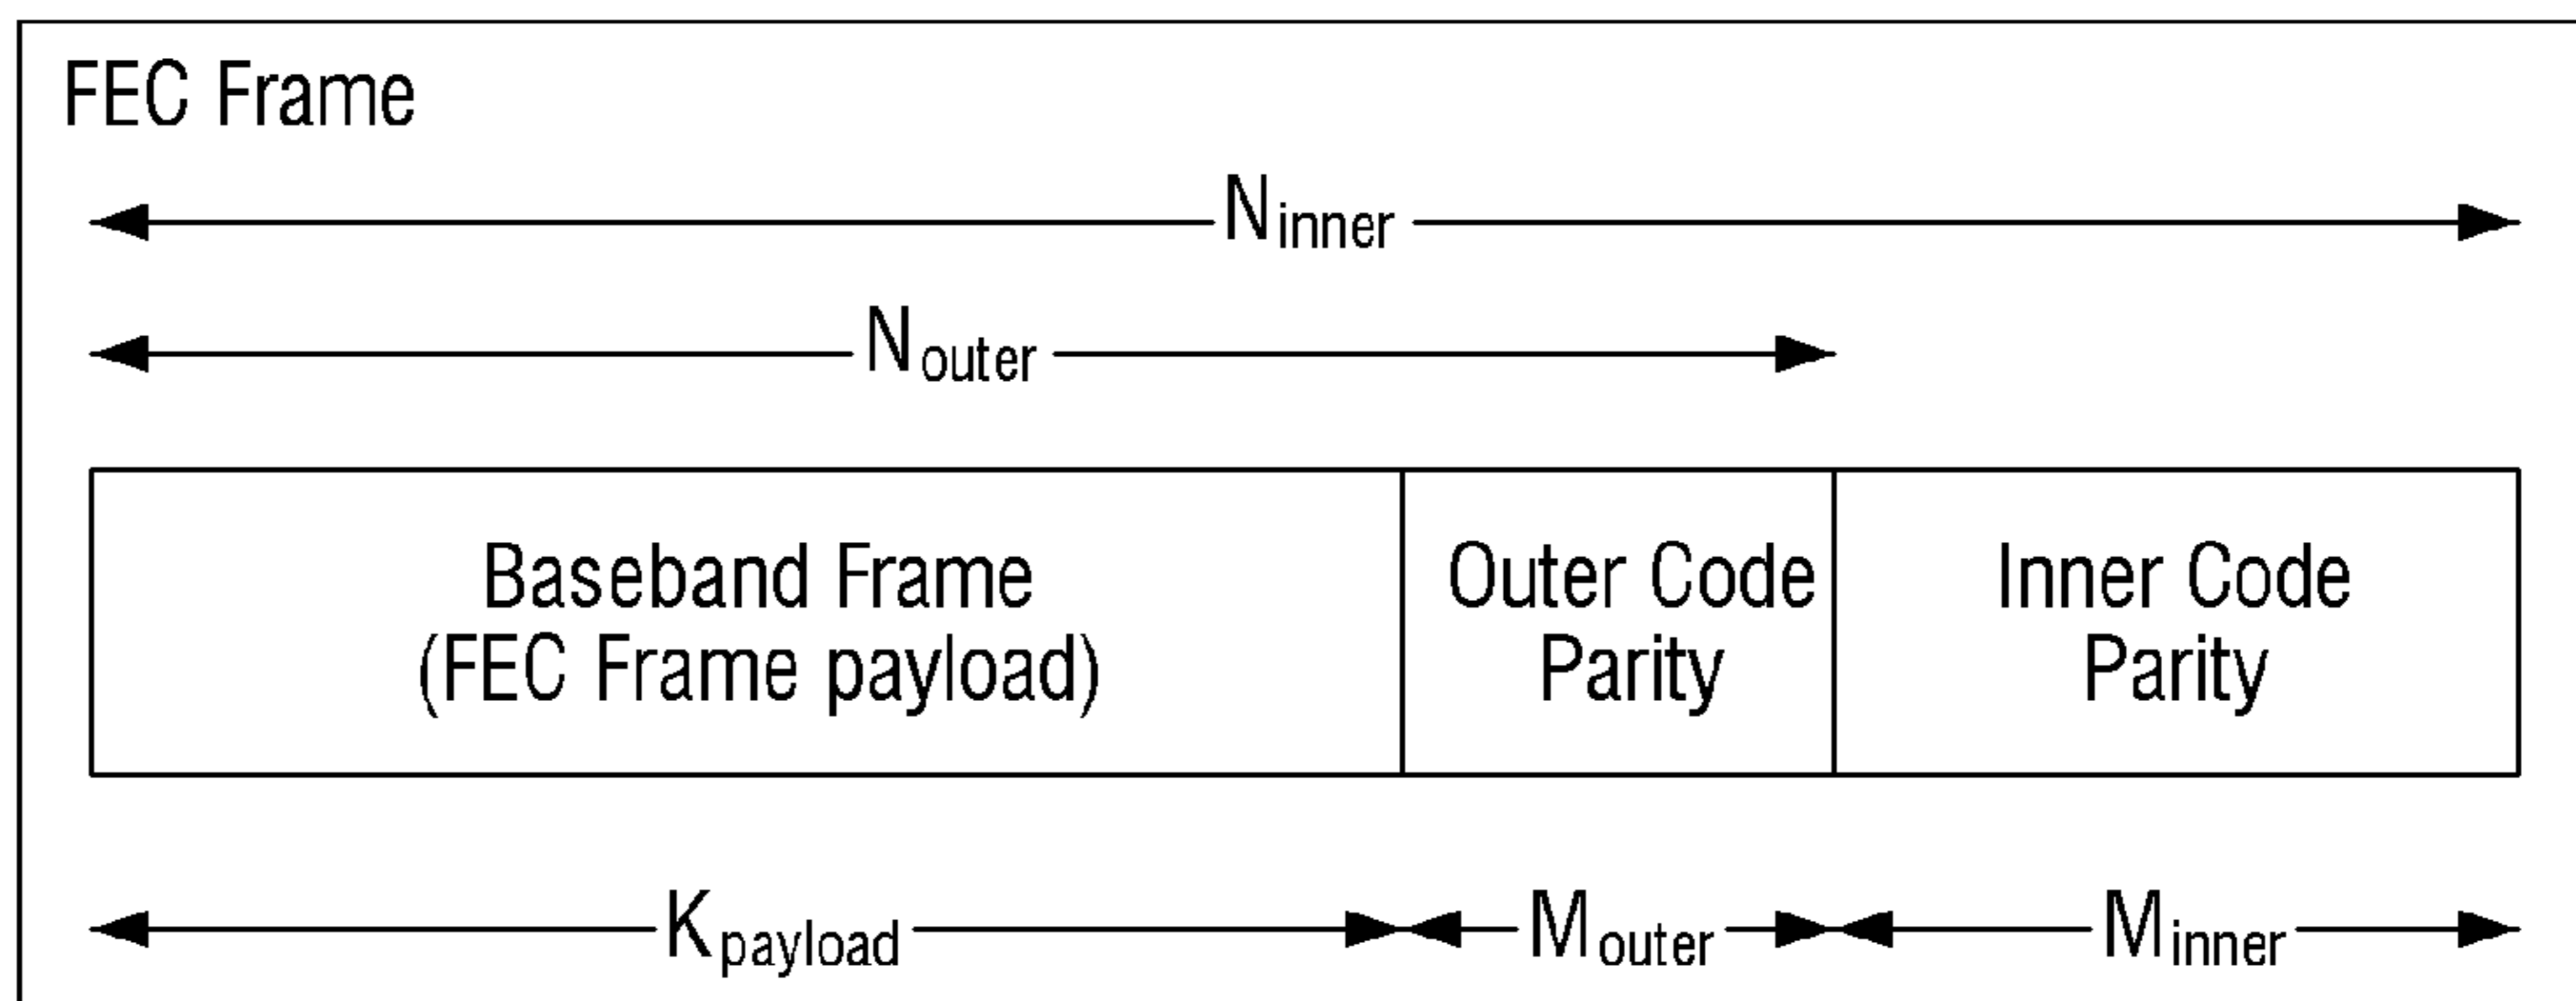 FEC Frame
Ninner
Nouter
Baseband Frame
(FEC Frame payload)
Outer Code
Parity
Inner Code
Parity
Kpayload
Mouter
Minner